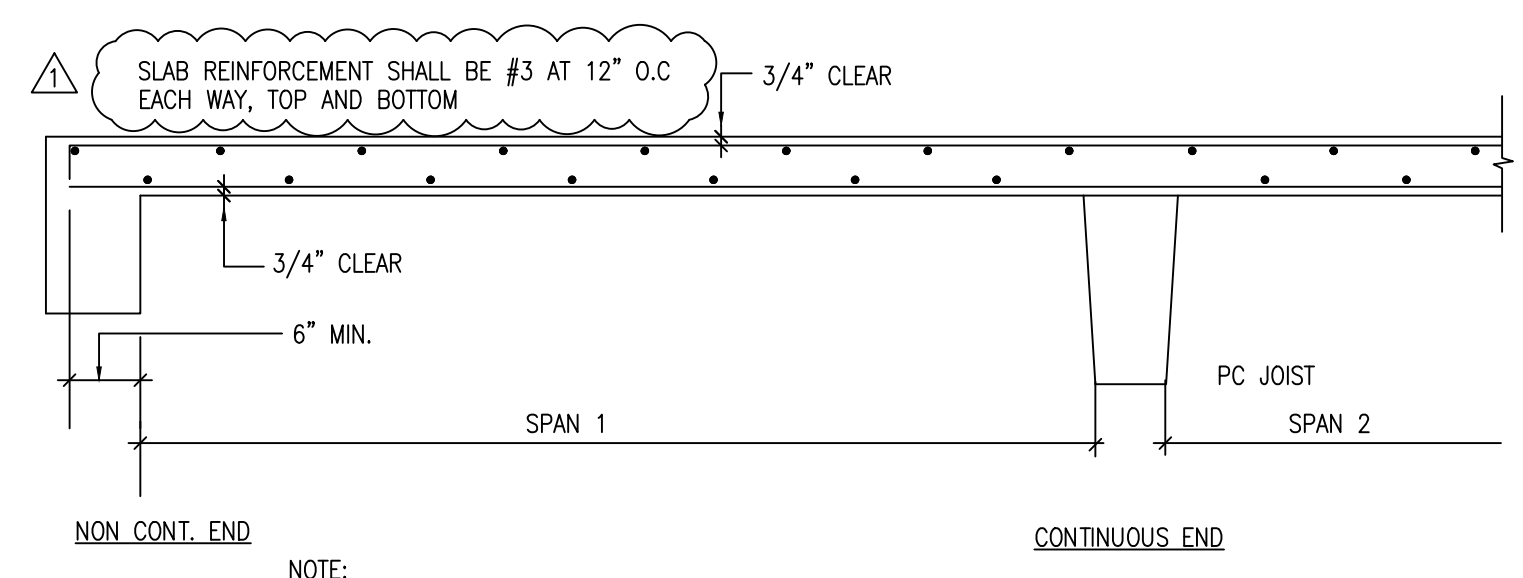 1
SLAB REINFORCEMENT SHALL BE #3 AT 12" O.C
EACH WAY, TOP AND BOTTOM
3/4" CLEAR
3/4" CLEAR
6" MIN.
PC JOIST
SPAN 1
SPAN 2
NON CONT. END
CONTINUOUS END
NOTE: